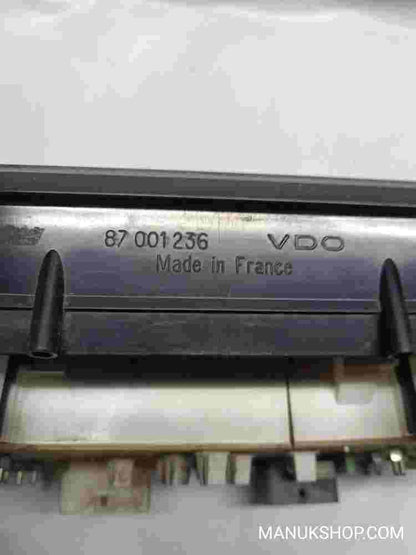 87 001 236 VDO
Made in France
MANUKSHOP.COM